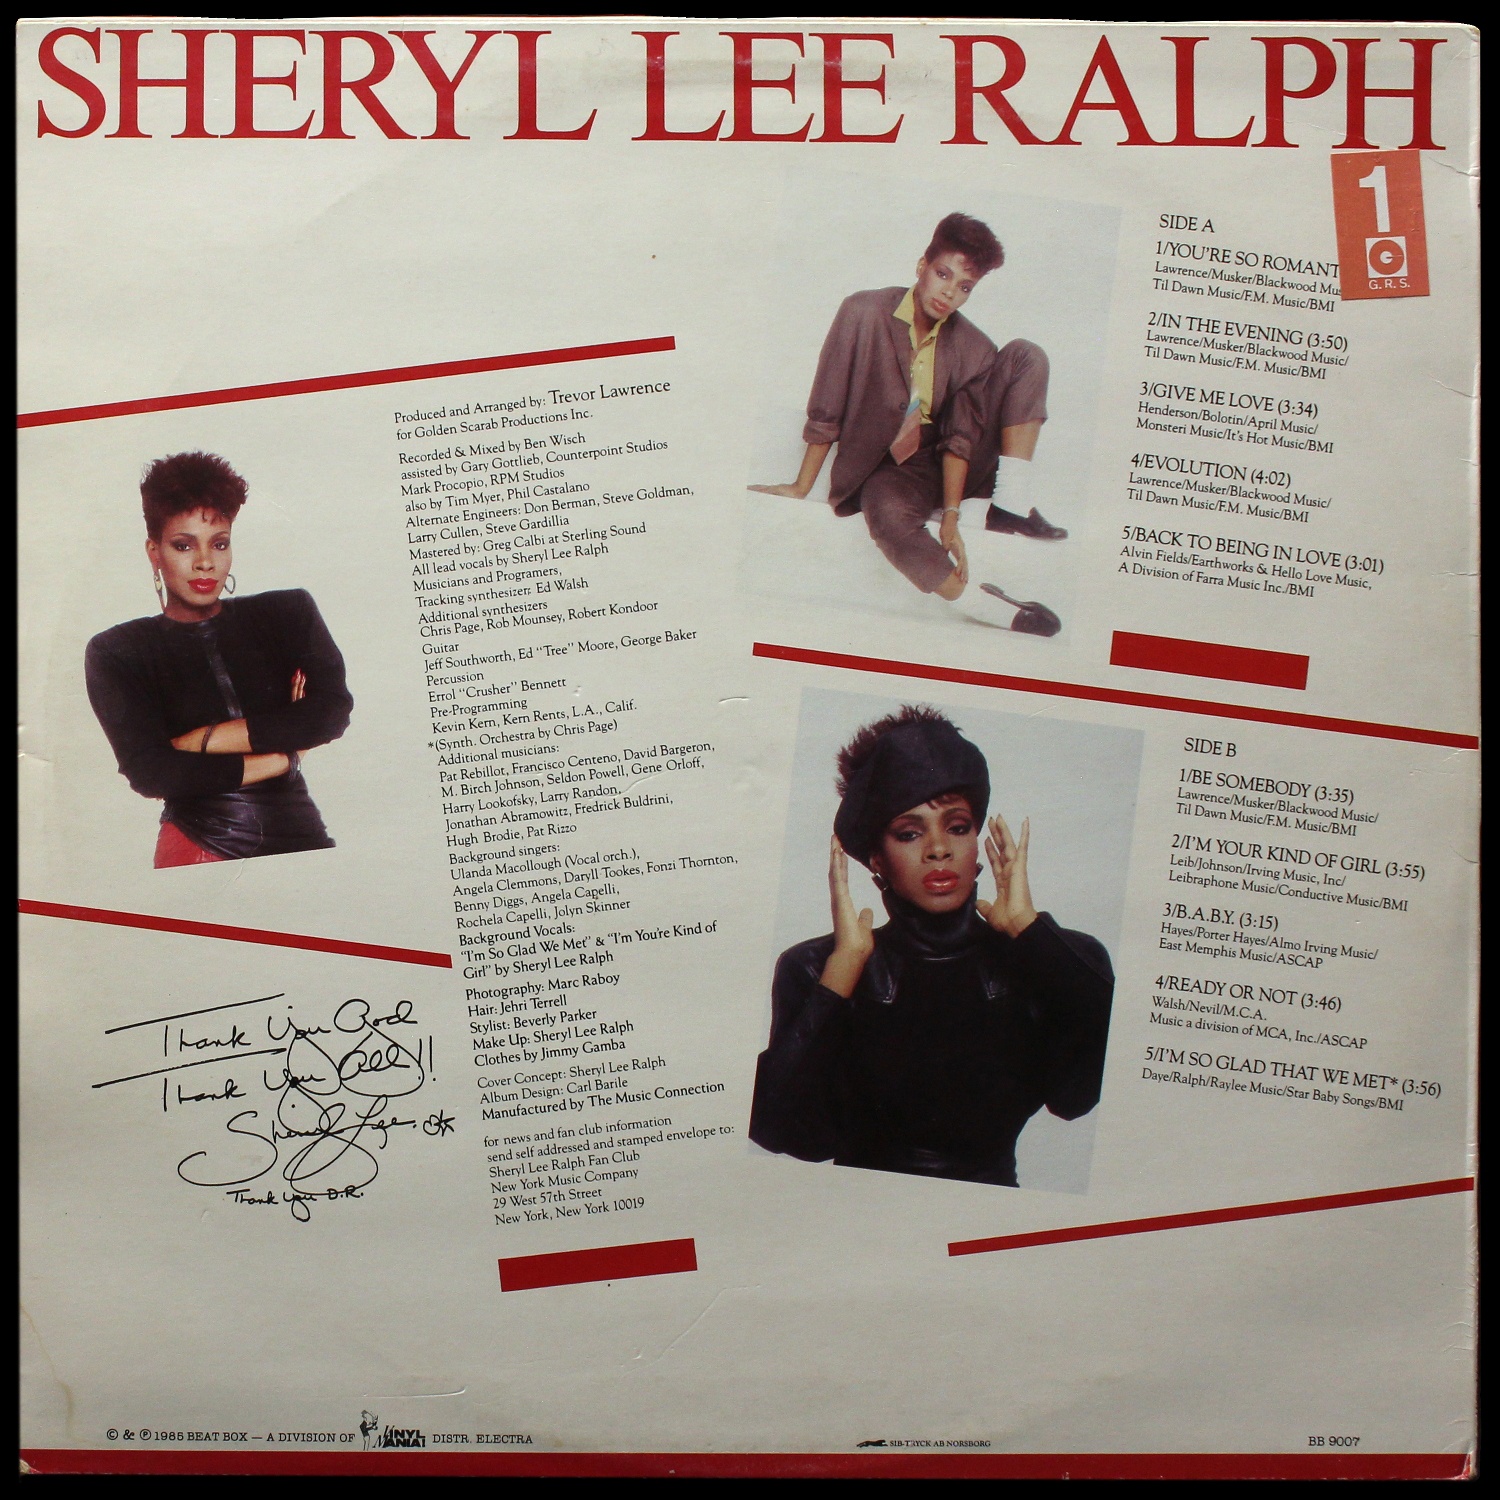 SHERYL LEE RALPH
1
G
G.R.S.
SIDE A
1/YOU'RE SO ROMANT
Lawrence/Musker/Blackwood Mu
Til Dawn Music/F.M. Music/BMI
2/IN THE EVENING (3:50)
Lawrence/Musker/Blackwood Music/
Til Dawn Music/F.M. Music/BMI
3/GIVE ME LOVE (3:34)
Henderson/Bolotin/April Music/
Monsteri Music/It's Hot Music/BMI
4/EVOLUTION (4:02)
Lawrence/Musker/Blackwood Music/
Til Dawn Music/F.M. Music/BMI
5/BACK TO BEING IN LOVE (3:01)
Alvin Fields/Earthworks & Hello Love Music,
A Division of Farra Music Inc./BMI
Produced and Arranged by: Trevor Lawrence
for Golden Scarab Productions Inc.
Recorded & Mixed by Ben Wisch
assisted by Gary Gottlieb, Counterpoint Studios
Mark Procopio, RPM Studios
also by Tim Myer, Phil Castalano
Alternate Engineers: Don Berman, Steve Goldman,
Larry Cullen, Steve Gardillia
Mastered by: Greg Calbi at Sterling Sound
All lead vocals by Sheryl Lee Ralph
Musicians and Programers,
Tracking synthesizer: Ed Walsh
Additional synthesizers
Chris Page, Rob Mounsey, Robert Kondoor
Guitar
Jeff Southworth, Ed "Tree" Moore, George Baker
Percussion
Errol "Crusher" Bennett
Pre-Programming
Kevin Kern, Kern Rents, L.A., Calif.
*(Synth. Orchestra by Chris Page)
Additional musicians:
Pat Rebillot, Francisco Centeno, David Bargeron,
M. Birch Johnson, Seldon Powell, Gene Orloff,
Harry Lookofsky, Larry Randon,
Jonathan Abramowitz, Fredrick Buldrini,
Hugh Brodie, Pat Rizzo
Background singers:
Ulanda Macollough (Vocal orch.),
Angela Clemmons, Daryll Tookes, Fonzi Thornton,
Benny Diggs, Angela Capelli,
Rochela Capelli, Jolyn Skinner
Background Vocals:
"I'm So Glad We Met" & "I'm You're Kind of
Girl" by Sheryl Lee Ralph
Photography: Marc Raboy
Hair: Jehri Terrell
Stylist: Beverly Parker
Make Up: Sheryl Lee Ralph
Clothes by Jimmy Gamba
Cover Concept: Sheryl Lee Ralph
Album Design: Carl Barile
Manufactured by The Music Connection
for news and fan club information
send self addressed and stamped envelope to:
Sheryl Lee Ralph Fan Club
New York Music Company
29 West 57th Street
New York, New York 10019
SIDE B
1/BE SOMEBODY (3:35)
Lawrence/Musker/Blackwood Music/
Til Dawn Music/F.M. Music/BMI
2/I'M YOUR KIND OF GIRL (3:55)
Leib/Johnson/Irving Music, Inc/
Leibraphone Music/Conductive Music/BMI
3/B.A.B.Y. (3:15)
Hayes/Porter Hayes/Almo Irving Music/
East Memphis Music/ASCAP
4/READY OR NOT (3:46)
Walsh/Nevil/M.C.A.
Music a division of MCA, Inc./ASCAP
5/I'M SO GLAD THAT WE MET* (3:56)
Daye/Ralph/Raylee Music/Star Baby Songs/BMI
Thank You God
Thank You All!!
Sheryl Lee
Thank You D.R.
© & ℗ 1985 BEAT BOX — A DIVISION OF VINYL MANIA! DISTR. ELECTRA
SIB-TRYCK AB NORSBORG
BB 9007